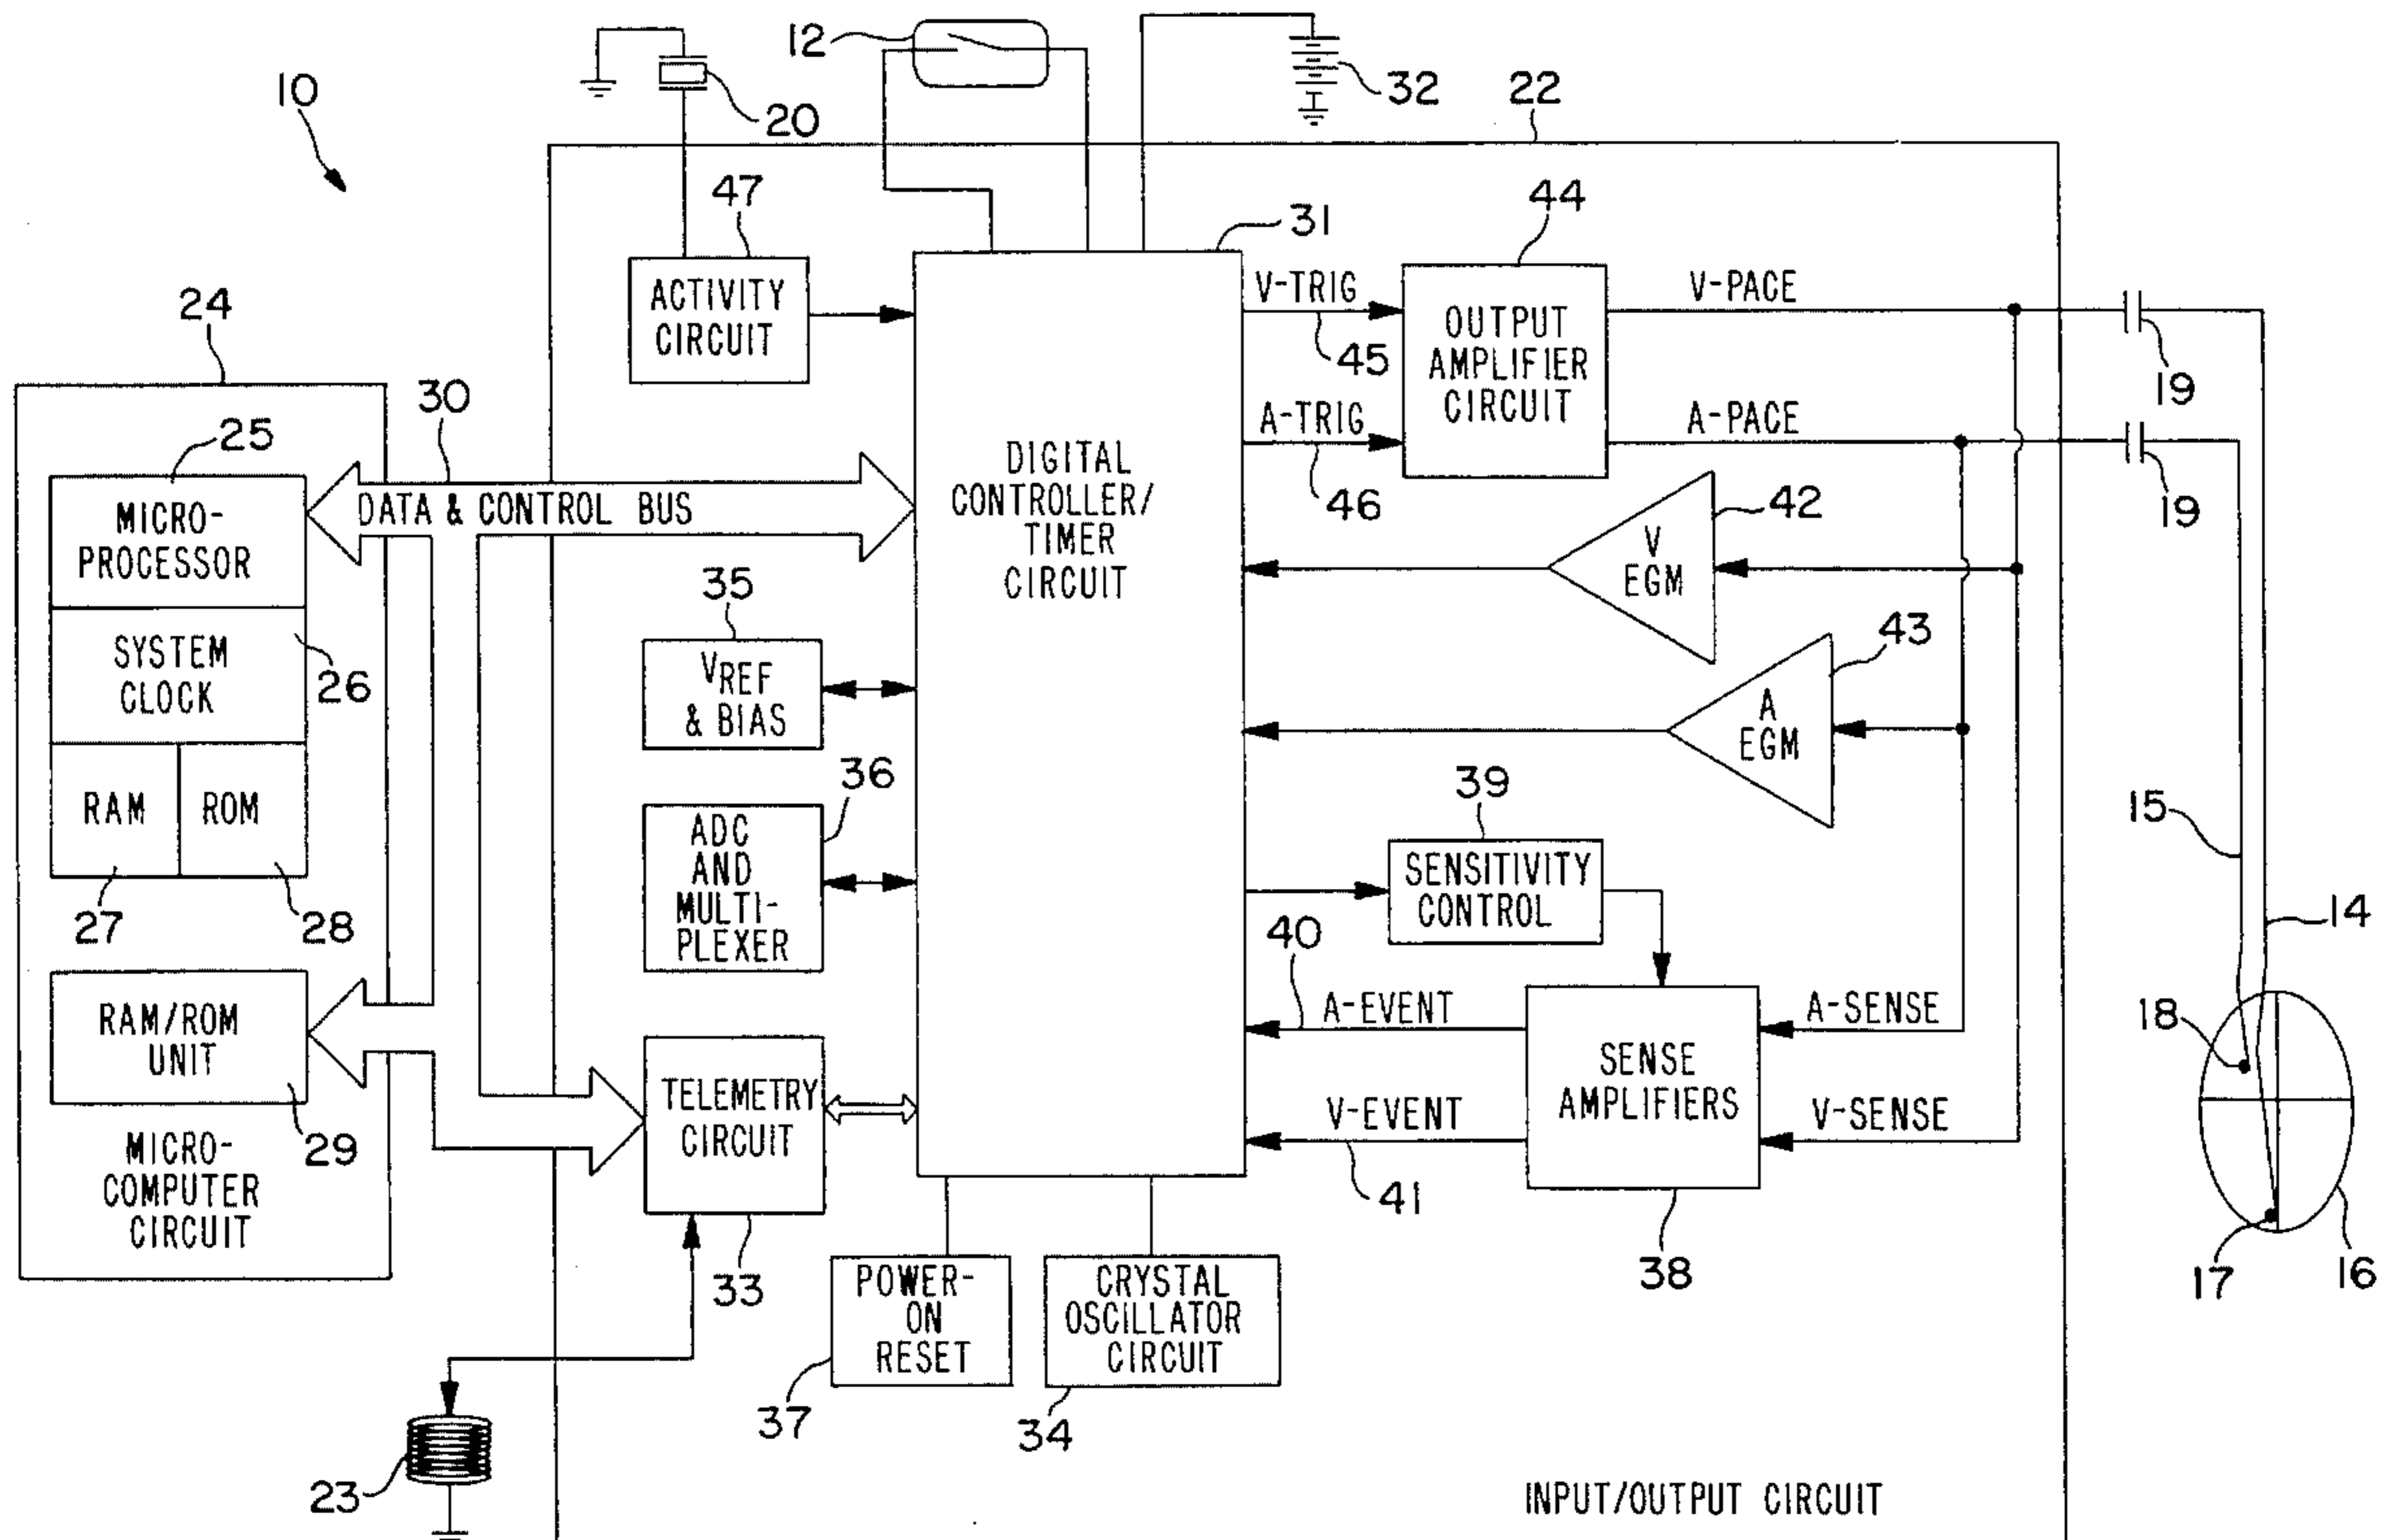 10
20
12
32
22
47
ACTIVITY
CIRCUIT
31
44
V-TRIG
45
A-TRIG
46
OUTPUT
AMPLIFIER
CIRCUIT
V-PACE
A-PACE
19
19
24
30
25
MICRO-
PROCESSOR
DATA & CONTROL BUS
DIGITAL
CONTROLLER/
TIMER
CIRCUIT
42
V
EGM
43
A
EGM
SYSTEM
CLOCK
26
RAM
ROM
27
28
35
VREF
& BIAS
36
ADC
AND
MULTI-
PLEXER
39
SENSITIVITY
CONTROL
15
14
RAM/ROM
UNIT
29
MICRO-
COMPUTER
CIRCUIT
TELEMETRY
CIRCUIT
33
40
A-EVENT
V-EVENT
41
SENSE
AMPLIFIERS
38
A-SENSE
V-SENSE
18
17
16
POWER-
ON
RESET
37
CRYSTAL
OSCILLATOR
CIRCUIT
34
23
INPUT/OUTPUT CIRCUIT